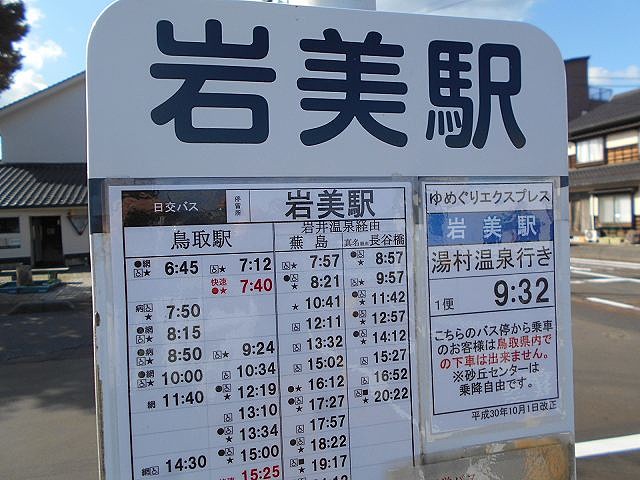 岩美駅
日交バス 停留所 岩美駅
岩井温泉経由
鳥取駅 蕪島 長谷橋
●網★ 6:45 ★ 7:12 7:57 ● 8:57
快速●★ 7:40 ● 8:21 ★ 9:57
病★ 7:50 ★ 10:41 ●★ 11:42
●網★ 8:15 12:11 ●★ 12:57
●病★ 8:50 ★ 9:24 13:32 ●★ 14:12
●網 10:00 10:34 15:02 15:27
網 11:40 ●★ 12:19 ●★ 16:12 ★ 16:52
13:10 ●★ 17:27 ■ 20:22
●★ 13:34 17:57
●★ 15:00 ●★ 18:22
網 14:30 15:25 ■★ 19:17
ゆめぐりエクスプレス
岩美駅
湯村温泉行き
1便 9:32
こちらのバス停から乗車
のお客様は鳥取県内で
の下車は出来ません。
※砂丘センターは
乗降自由です。
平成30年10月1日改正